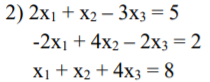 2) 2x₁ + x₂ – 3x₃ = 5
-2x₁ + 4x₂ – 2x₃ = 2
x₁ + x₂ + 4x₃ = 8